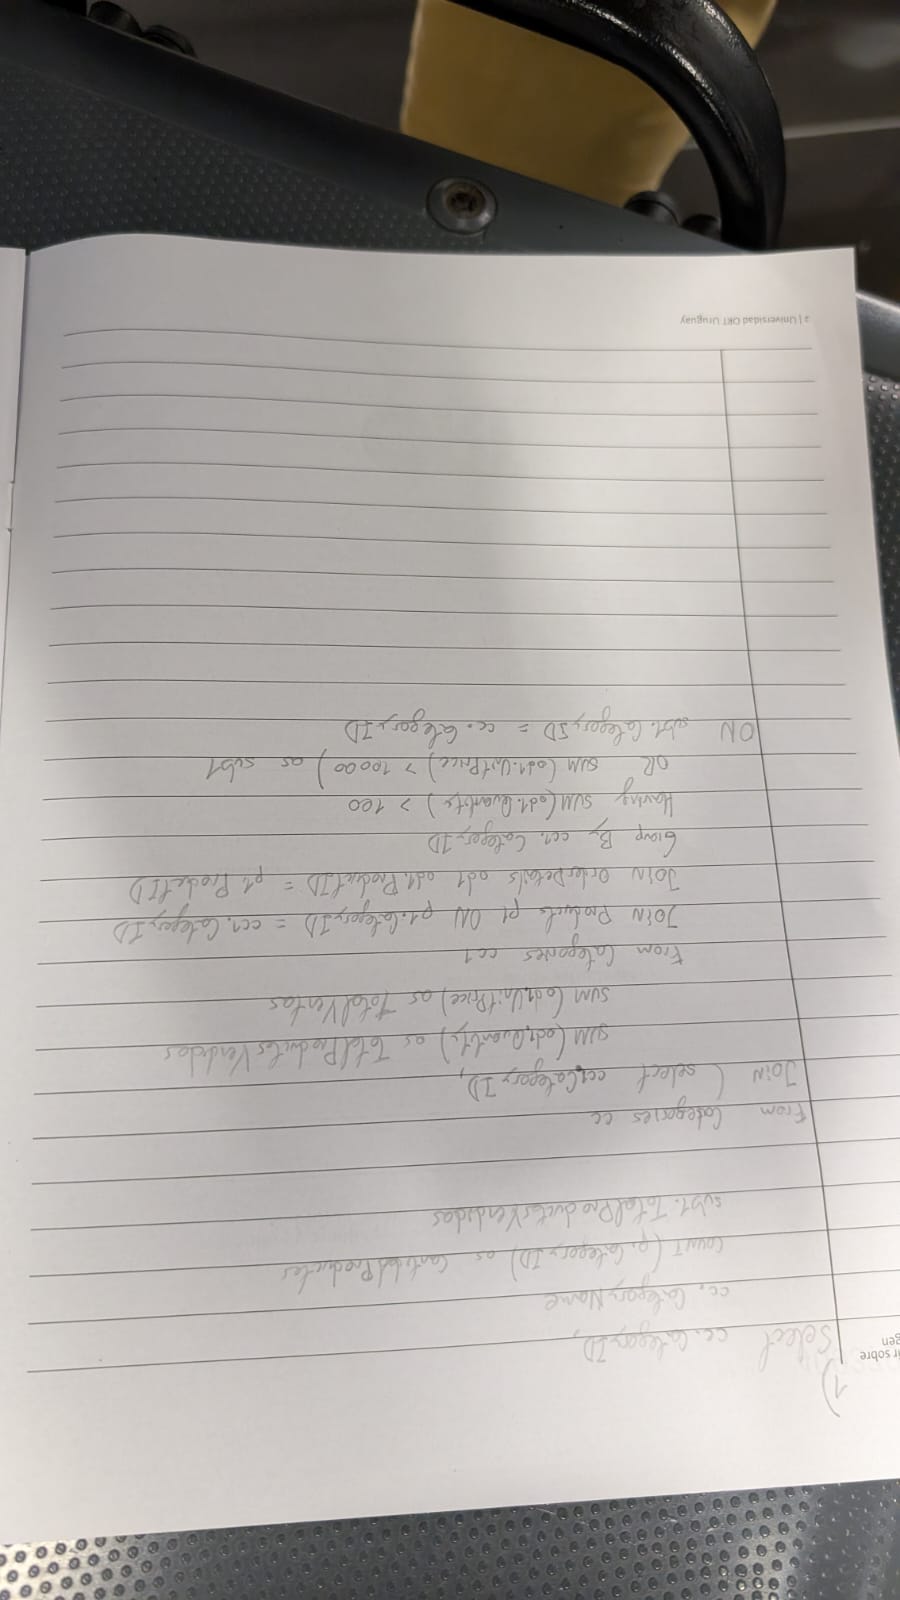 1)
ir sobre
gen
Select cc.CategoryID,
cc.CategoryName
COUNT(p.CategoryID) as CantidadProductos
sub1.TotalProductosVendidos
From Categories cc
JOIN ( select cc1.CategoryID,
SUM(od1.Quantity) as TotalProductosVendidos
SUM(od1.UnitPrice) as TotalVentas
From Categories cc1
JOIN Products p1 ON p1.CategoryID = cc1.CategoryID
JOIN OrderDetails od1 od1.ProductID = p1.ProductID
Group By cc1.CategoryID
Having SUM(od1.Quantity) > 100
OR SUM(od1.UnitPrice) > 10000) as sub1
ON sub1.CategoryID = cc.CategoryID
2 | Universidad ORT Uruguay